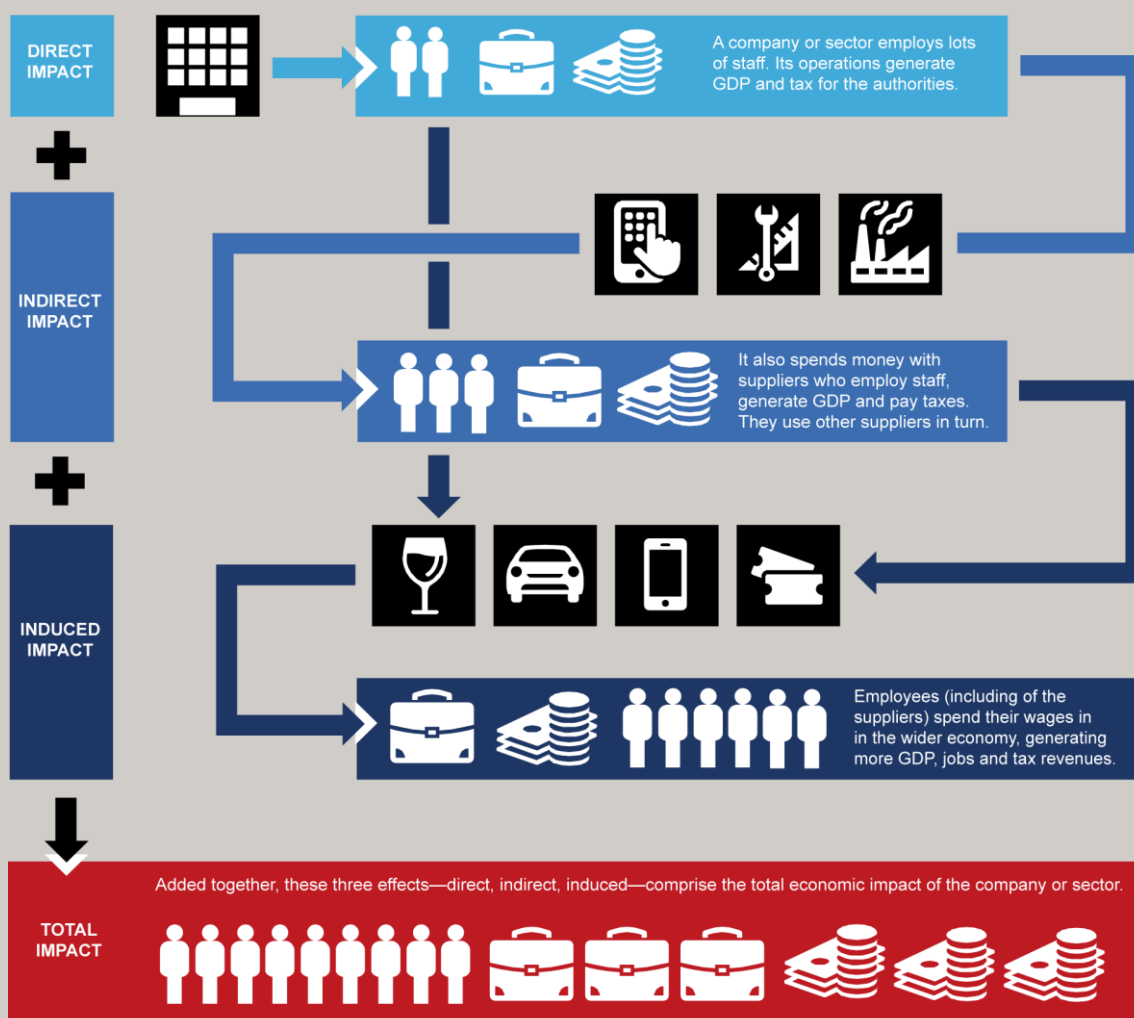 DIRECT
IMPACT
A company or sector employs lots
of staff. Its operations generate
GDP and tax for the authorities.
INDIRECT
IMPACT
It also spends money with
suppliers who employ staff,
generate GDP and pay taxes.
They use other suppliers in turn.
INDUCED
IMPACT
Employees (including of the
suppliers) spend their wages in
in the wider economy, generating
more GDP, jobs and tax revenues.
TOTAL
IMPACT
Added together, these three effects—direct, indirect, induced—comprise the total economic impact of the company or sector.